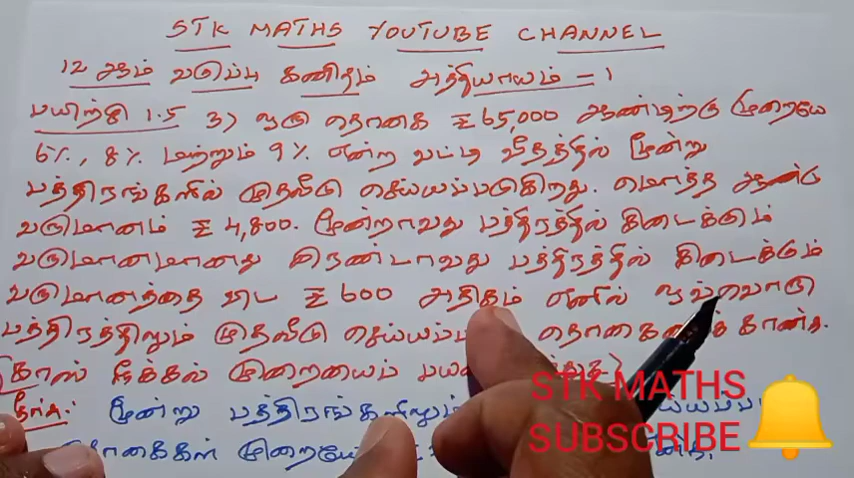 STK MATHS YOUTUBE CHANNEL
12 ஆம் வகுப்பு கணிதம் அத்தியாயம் - 1
பயிற்சி 1.5 3) ஒரு தொகை ₹65,000 ஆண்டிற்கு முறையே
6%, 8% மற்றும் 9% என்ற வட்டி வீதத்தில் மூன்று
பத்திரங்களில் முதலீடு செய்யப்படுகிறது. மொத்த ஆண்டு
வருமானம் ₹ 4,800. மூன்றாவது பத்திரத்தில் கிடைக்கும்
வருமானமானது இரண்டாவது பத்திரத்தில் கிடைக்கும்
வருமானத்தை விட ₹ 600 அதிகம் எனில் ஒவ்வொரு
பத்திரத்திலும் முதலீடு செய்யப் காண்க.
(காஸ் நீக்கல் முறையைப்
தீர்வு: மூன்று பத்திரங்களிலும்
முறையே
STK MATHS
SUBSCRIBE